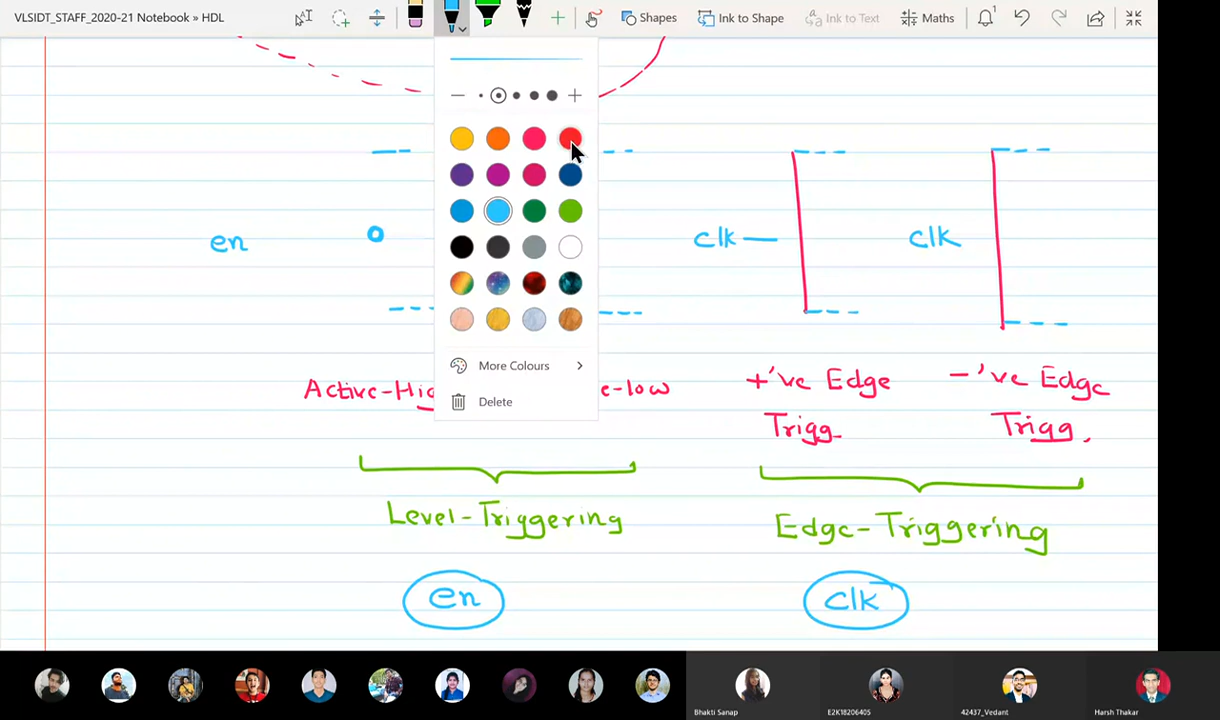 VLSIDT_STAFF_2020-21 Notebook » HDL
Shapes
Ink to Shape
Ink to Text
Maths
en
clk
clk
More Colours
Delete
Active-Hig
e-low
+'ve Edge
Trigg.
-'ve Edge
Trigg.
Level-Triggering
Edge-Triggering
en
clk
Bhakti Sanap
E2K18206405
42437_Vedant
Harsh Thakar